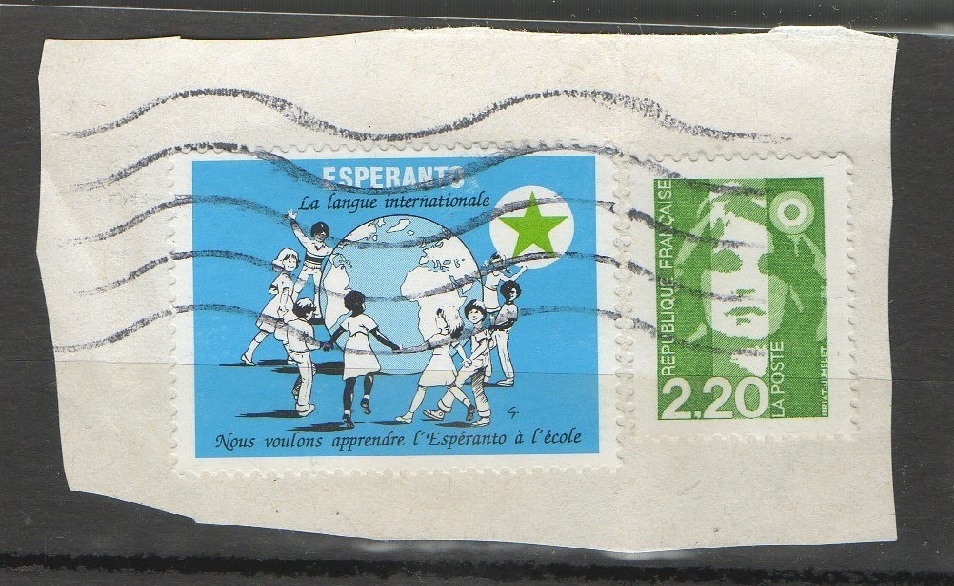 ESPERANTO
La langue internationale
Nous voulons apprendre l'Espéranto à l'école
G.
REPUBLIQUE FRANÇAISE
2,20
LA POSTE